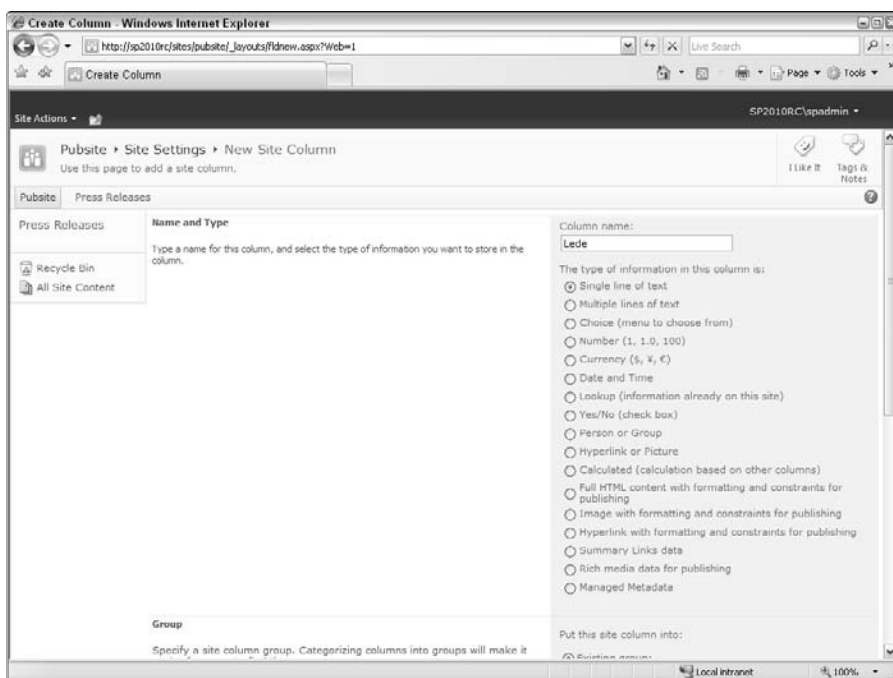 Create Column - Windows Internet Explorer
http://sp2010rc/sites/pubsite/_layouts/fldnew.aspx?Web=1
Live Search
Create Column
Page
Tools
Site Actions
SP2010RC\spadmin
Pubsite ▸ Site Settings ▸ New Site Column
Use this page to add a site column.
I Like It
Tags & Notes
Pubsite
Press Releases
Press Releases
Recycle Bin
All Site Content
Name and Type
Type a name for this column, and select the type of information you want to store in the
column.
Column name:
Lede
The type of information in this column is:
Single line of text
Multiple lines of text
Choice (menu to choose from)
Number (1, 1.0, 100)
Currency ($, ¥, €)
Date and Time
Lookup (information already on this site)
Yes/No (check box)
Person or Group
Hyperlink or Picture
Calculated (calculation based on other columns)
Full HTML content with formatting and constraints for
publishing
Image with formatting and constraints for publishing
Hyperlink with formatting and constraints for publishing
Summary Links data
Rich media data for publishing
Managed Metadata
Group
Specify a site column group. Categorizing columns into groups will make it
Put this site column into:
Existing group:
Local intranet
100%